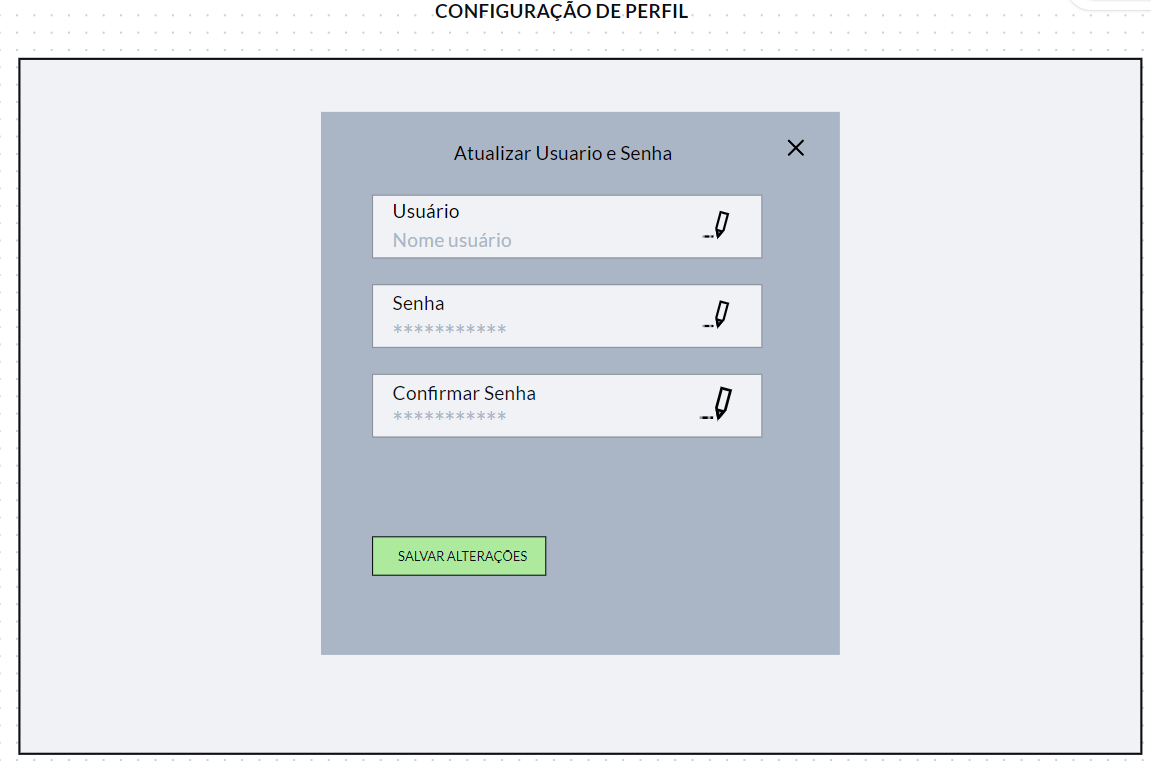 CONFIGURAÇÃO DE PERFIL
Atualizar Usuario e Senha
Usuário
Nome usuário
Senha
***********
Confirmar Senha
***********
SALVAR ALTERAÇÕES